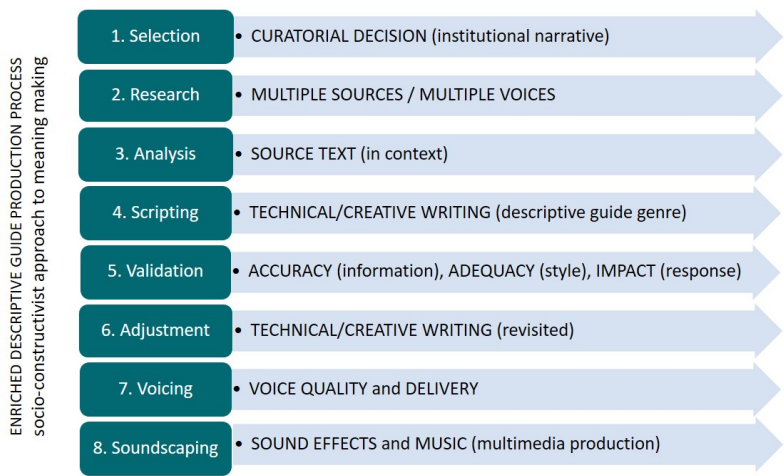 ENRICHED DESCRIPTIVE GUIDE PRODUCTION PROCESS
socio-constructivist approach to meaning making
1. Selection • CURATORIAL DECISION (institutional narrative)
2. Research • MULTIPLE SOURCES / MULTIPLE VOICES
3. Analysis • SOURCE TEXT (in context)
4. Scripting • TECHNICAL/CREATIVE WRITING (descriptive guide genre)
5. Validation • ACCURACY (information), ADEQUACY (style), IMPACT (response)
6. Adjustment • TECHNICAL/CREATIVE WRITING (revisited)
7. Voicing • VOICE QUALITY and DELIVERY
8. Soundscaping • SOUND EFFECTS and MUSIC (multimedia production)